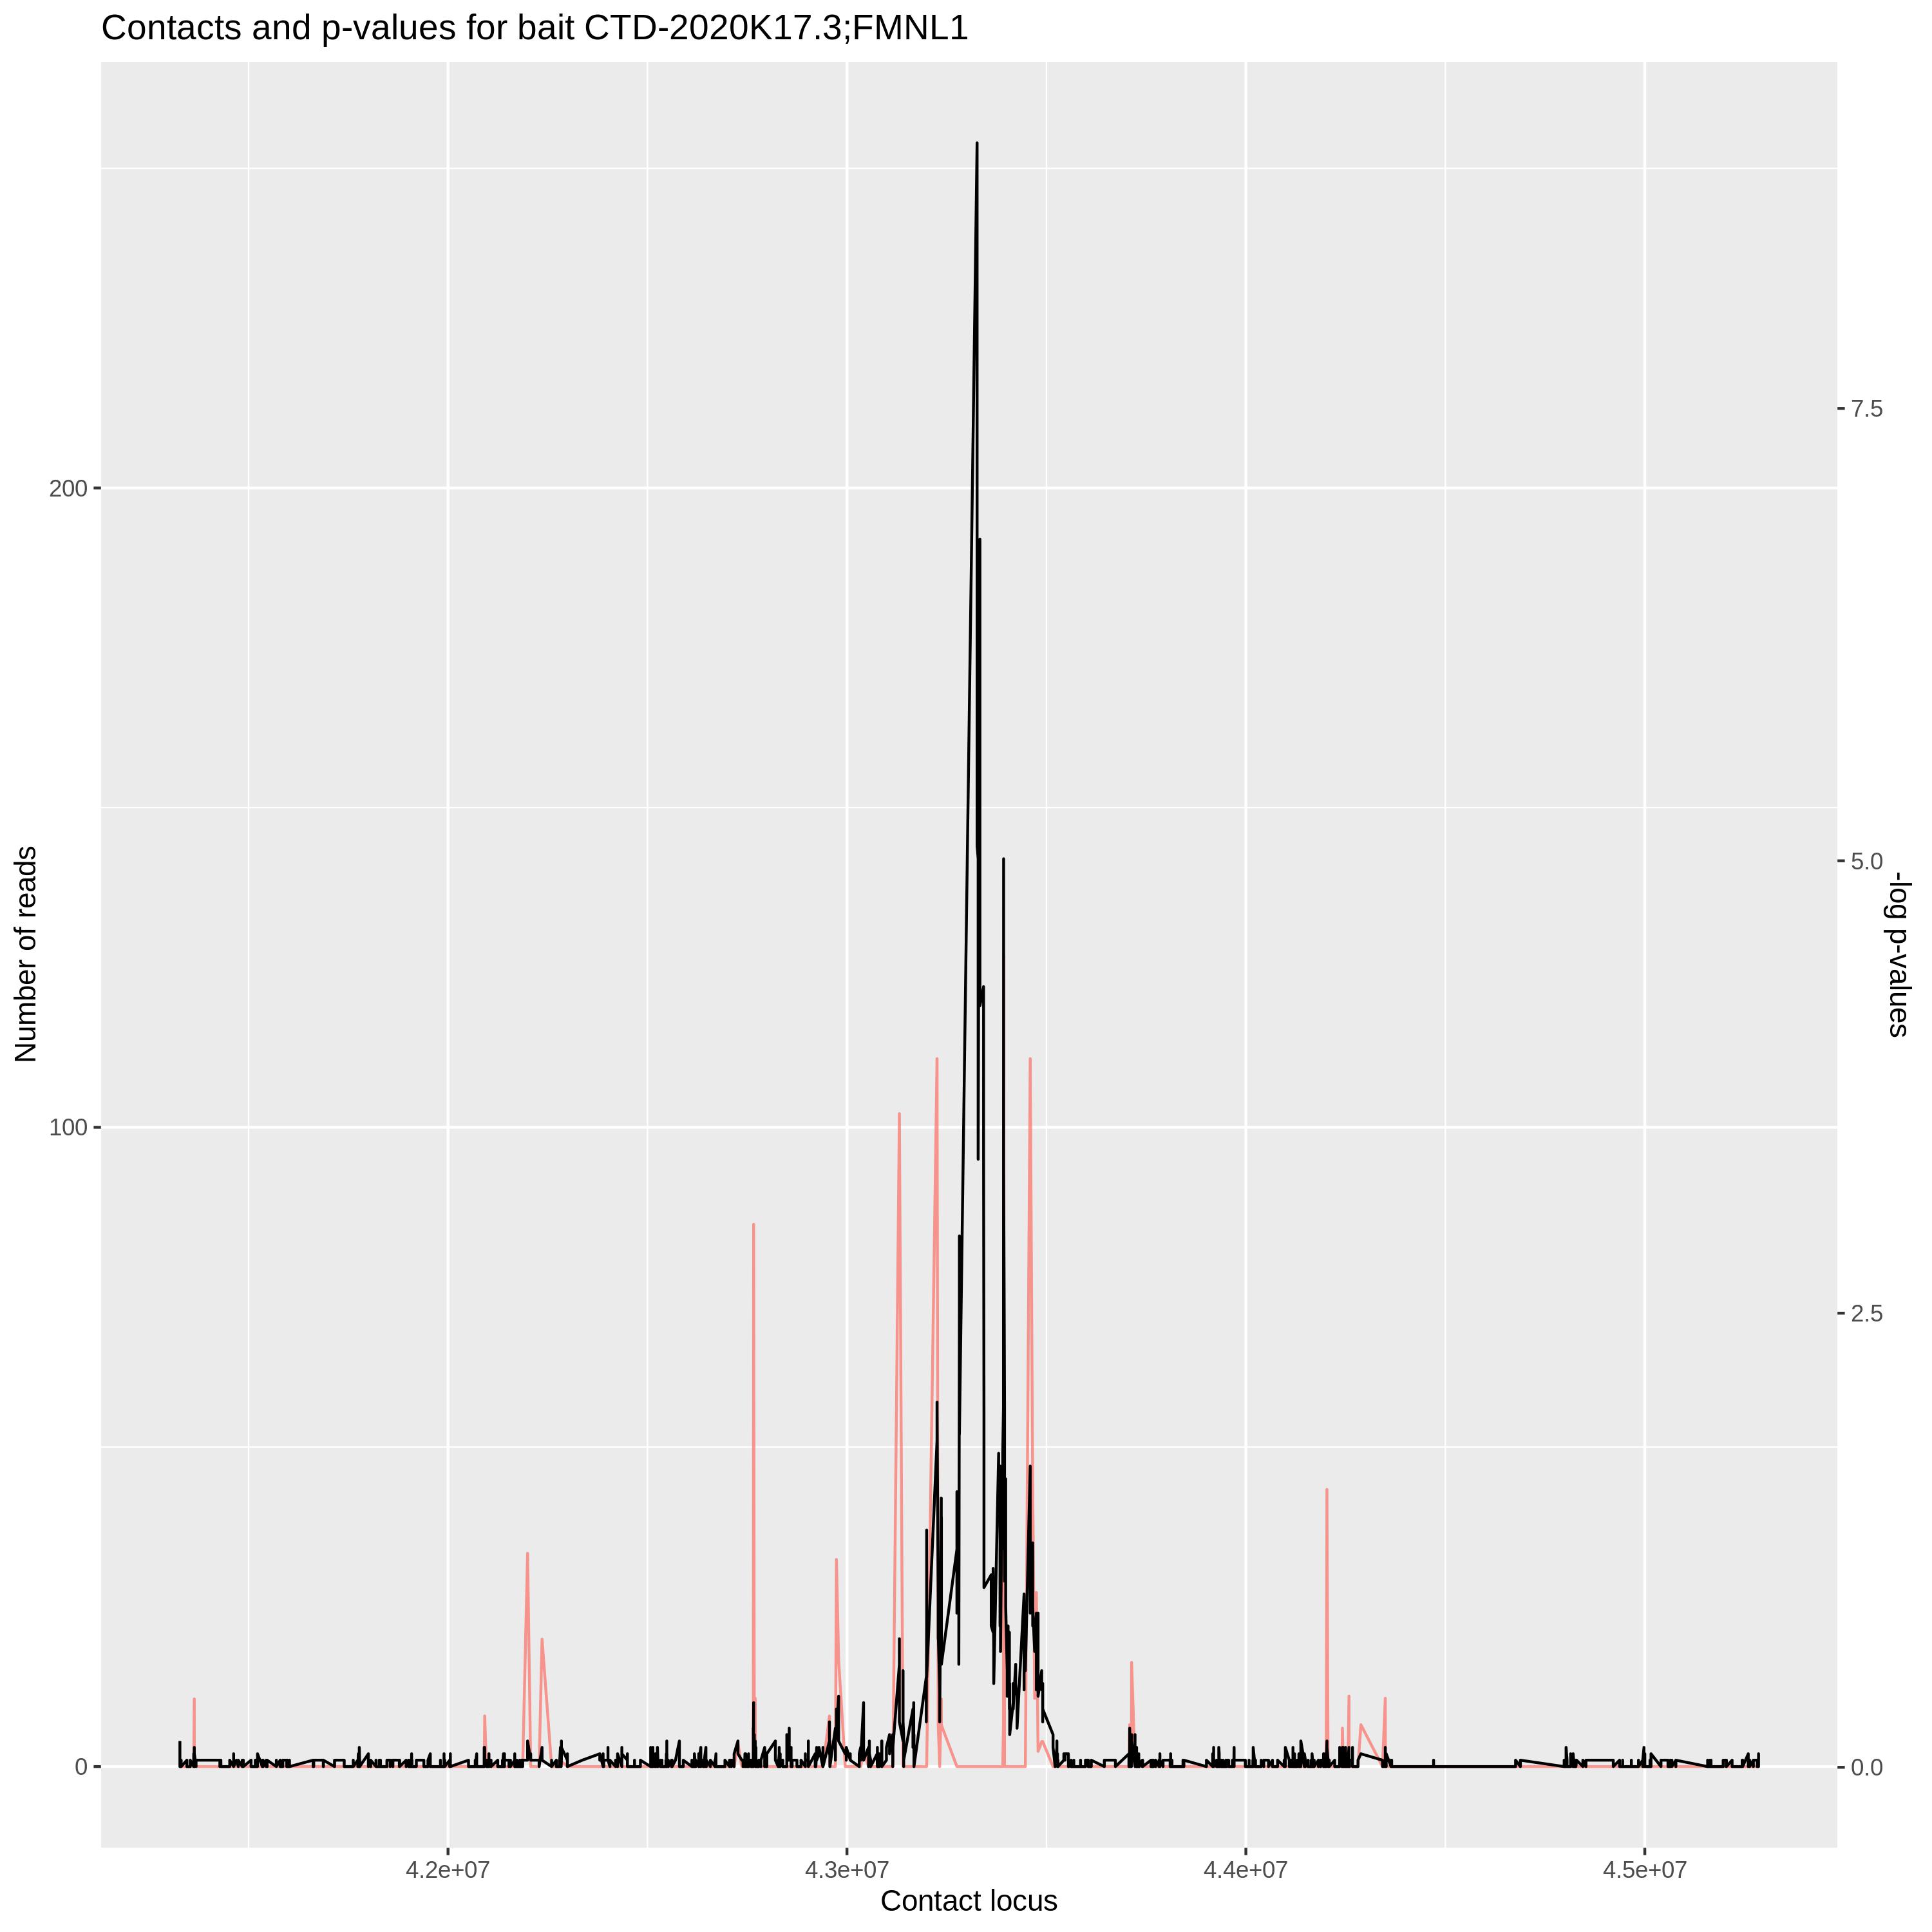 Contacts and p-values for bait CTD-2020K17.3;FMNL1
Number of reads
200
100
0
7.5
5.0
2.5
0.0
-log p-values
4.2e+07 4.3e+07 4.4e+07 4.5e+07
Contact locus